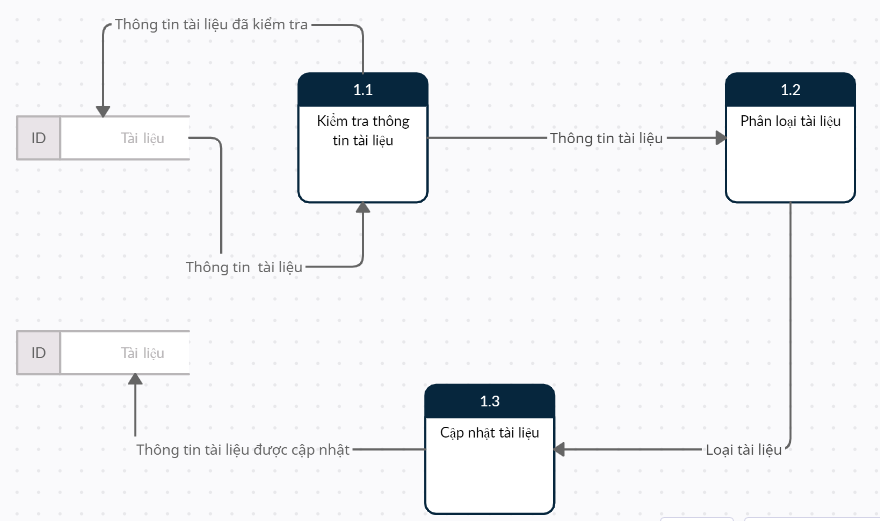 Thông tin tài liệu đã kiểm tra
1.1
Kiểm tra thông
tin tài liệu
1.2
Phân loại tài liệu
ID
Tài liệu
Thông tin tài liệu
Thông tin tài liệu
ID
Tài liệu
1.3
Cập nhật tài liệu
Thông tin tài liệu được cập nhật
Loại tài liệu